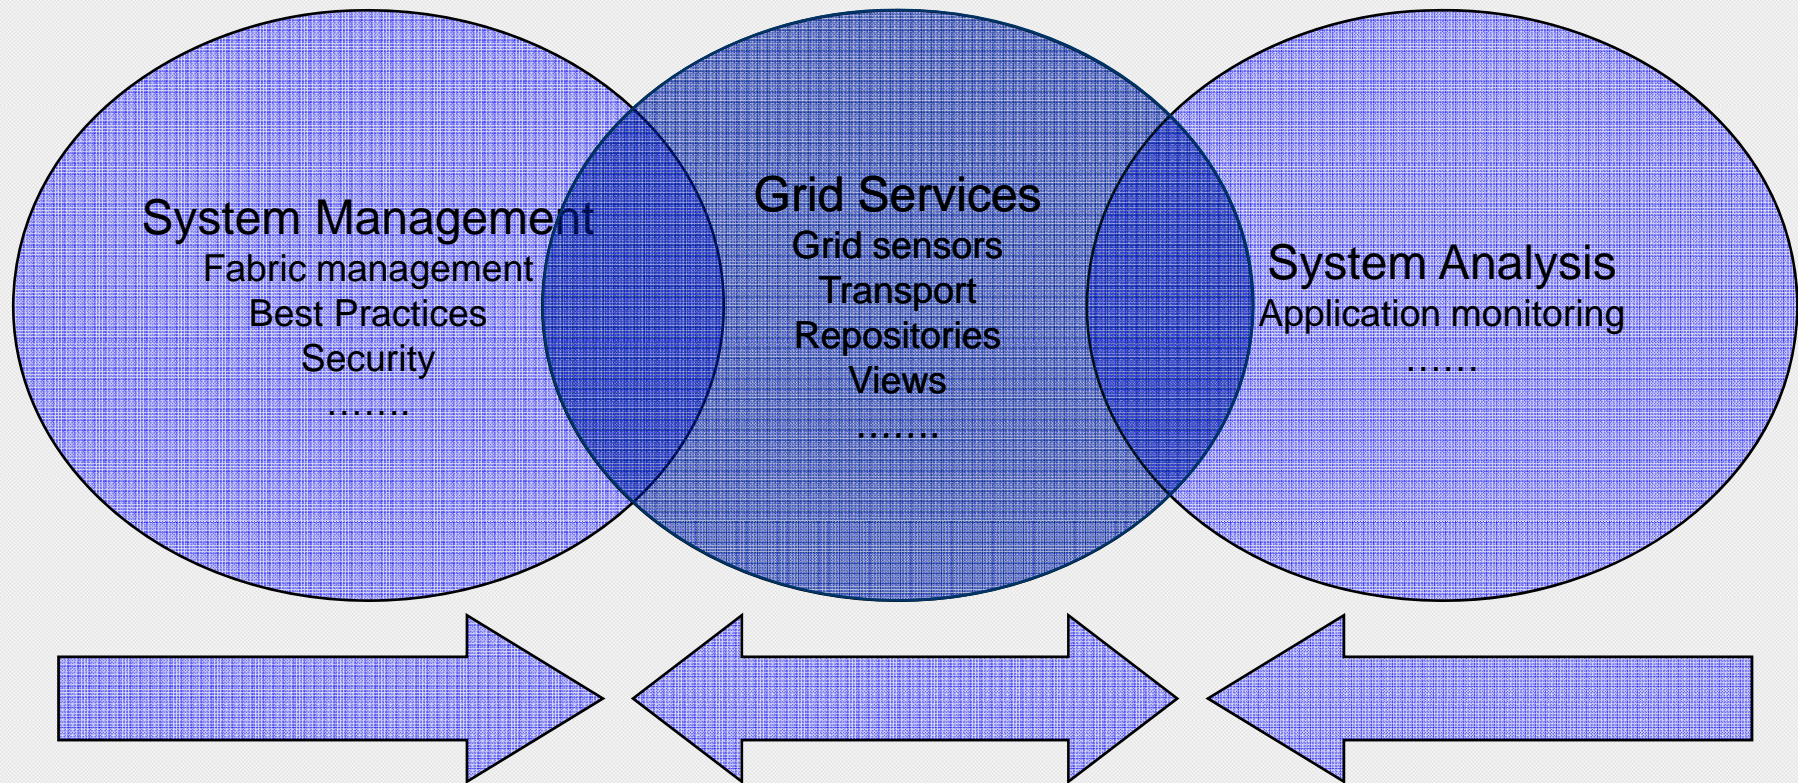 System Management
Fabric management
Best Practices
Security
…….
Grid Services
Grid sensors
Transport
Repositories
Views
…….
System Analysis
Application monitoring
……